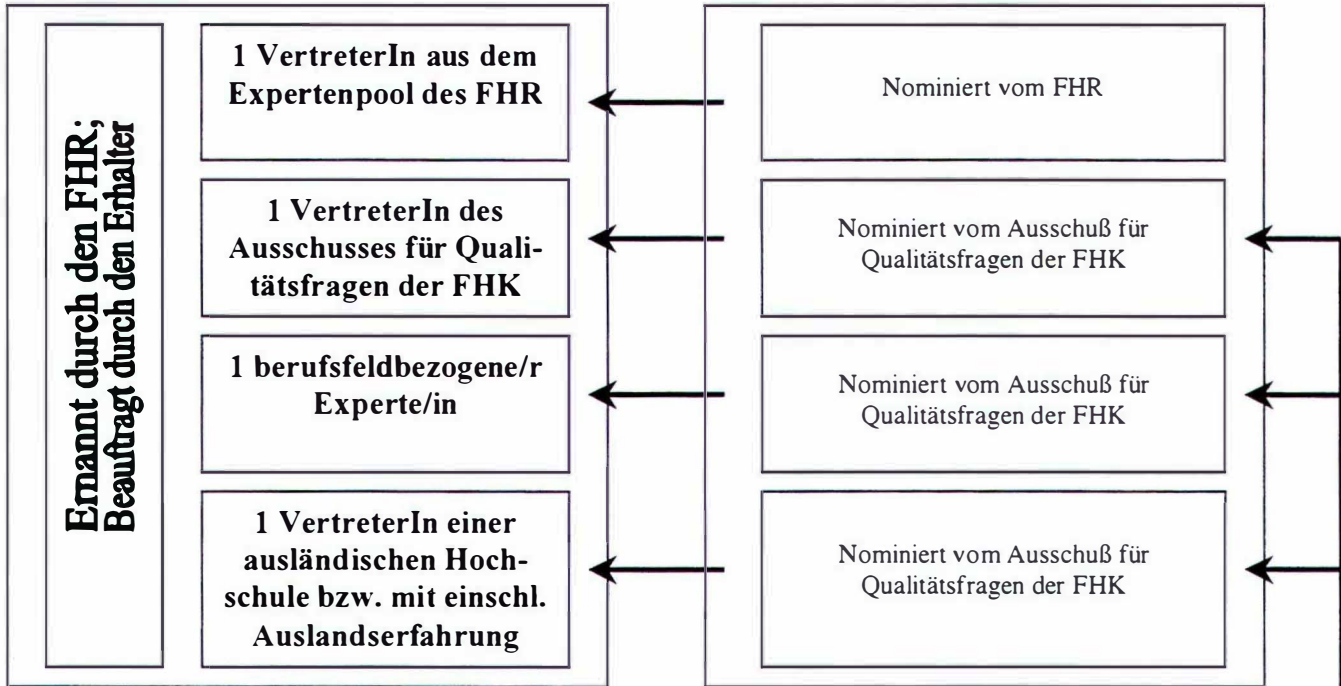 Ernannt durch den FHR;
Beauftragt durch den Erhalter
1 VertreterIn aus dem
Expertenpool des FHR
Nominiert vom FHR
1 VertreterIn des
Ausschusses für Quali-
tätsfragen der FHK
Nominiert vom Ausschuß für
Qualitätsfragen der FHK
1 berufsfeldbezogene/r
Experte/in
Nominiert vom Ausschuß für
Qualitätsfragen der FHK
1 VertreterIn einer
ausländischen Hoch-
schule bzw. mit einschl.
Auslandserfahrung
Nominiert vom Ausschuß für
Qualitätsfragen der FHK